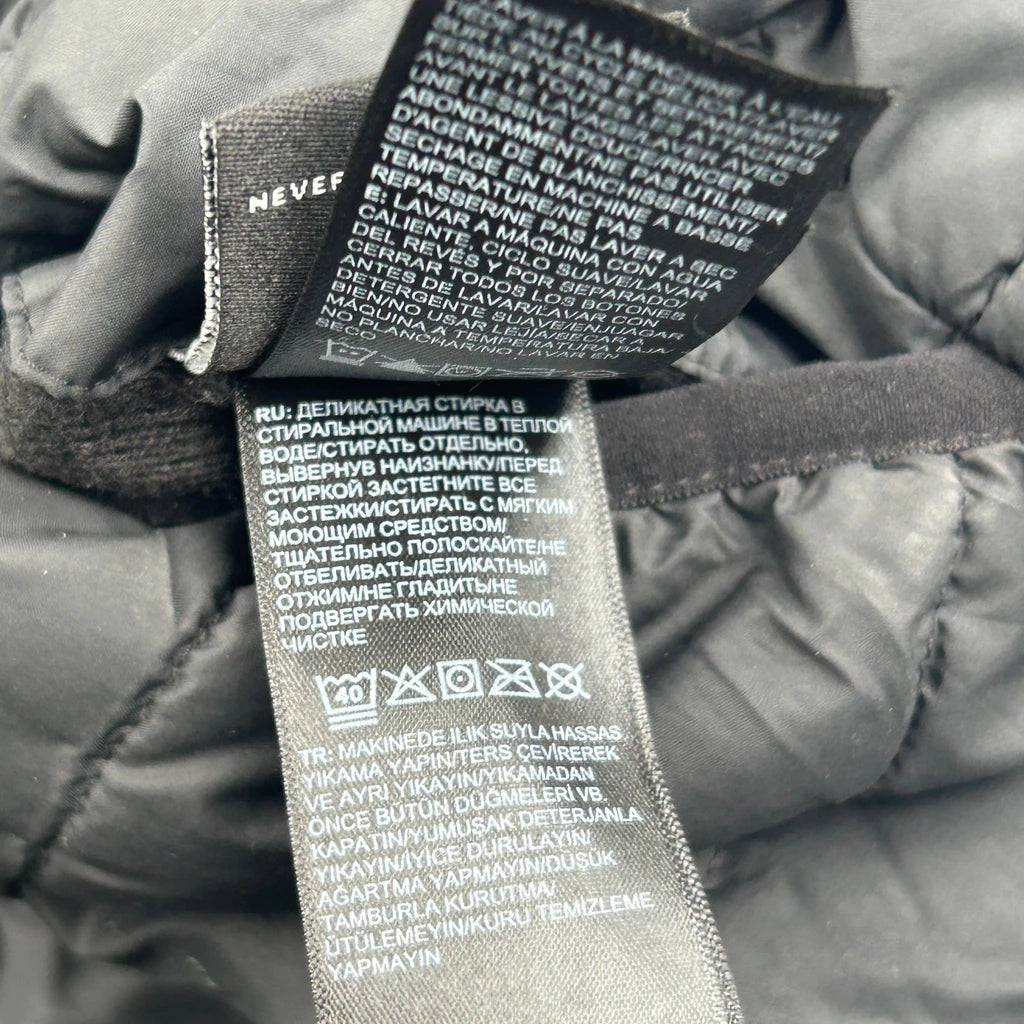 LAVER À LA MACHINE À L'EAU
TIÈDE AU CYCLE DÉLICAT/LAVER
SUR L'ENVERS ET SÉPARÉMENT/
FERMER TOUTES LES ATTACHES
AVANT LE LAVAGE/LAVER AVEC
UNE LESSIVE DOUCE/RINCER
ABONDAMMENT/NE PAS UTILISER
D'AGENT DE BLANCHISSEMENT/
SECHAGE EN MACHINE A BASSE
TEMPERATURE/NE PAS
REPASSER/NE PAS LAVER A SEC
E: LAVAR A MÁQUINA CON AGUA
CALIENTE, CICLO SUAVE/LAVAR
DEL REVÉS Y POR SEPARADO/
CERRAR TODOS LOS BOTONES
ANTES DE LAVAR/LAVAR CON
DETERGENTE SUAVE/ENJUAGAR
BIEN/NO USAR LEJÍA/SECAR A
MÁQUINA A TEMPERATURA BAJA/
NO PLANCHAR/NO LAVAR EN
SECO
NEVER
RU: ДЕЛИКАТНАЯ СТИРКА В
СТИРАЛЬНОЙ МАШИНЕ В ТЕПЛОЙ
ВОДЕ/СТИРАТЬ ОТДЕЛЬНО,
ВЫВЕРНУВ НАИЗНАНКУ/ПЕРЕД
СТИРКОЙ ЗАСТЕГНИТЕ ВСЕ
ЗАСТЕЖКИ/СТИРАТЬ С МЯГКИМ
МОЮЩИМ СРЕДСТВОМ/
ТЩАТЕЛЬНО ПОЛОСКАЙТЕ/НЕ
ОТБЕЛИВАТЬ/ДЕЛИКАТНЫЙ
ОТЖИМ/НЕ ГЛАДИТЬ/НЕ
ПОДВЕРГАТЬ ХИМИЧЕСКОЙ
ЧИСТКЕ
40
TR: MAKINEDE ILIK SUYLA HASSAS
YIKAMA YAPIN/TERS ÇEVİREREK
VE AYRI YIKAYIN/YIKAMADAN
ÖNCE BÜTÜN DÜĞMELERİ VB.
KAPATIN/YUMUŞAK DETERJANLA
YIKAYIN/İYİCE DURULAYIN/
AĞARTMA YAPMAYIN/DÜŞÜK
TAMBURLA KURUTMA/
ÜTÜLEMEYİN/KURU TEMİZLEME
YAPMAYIN